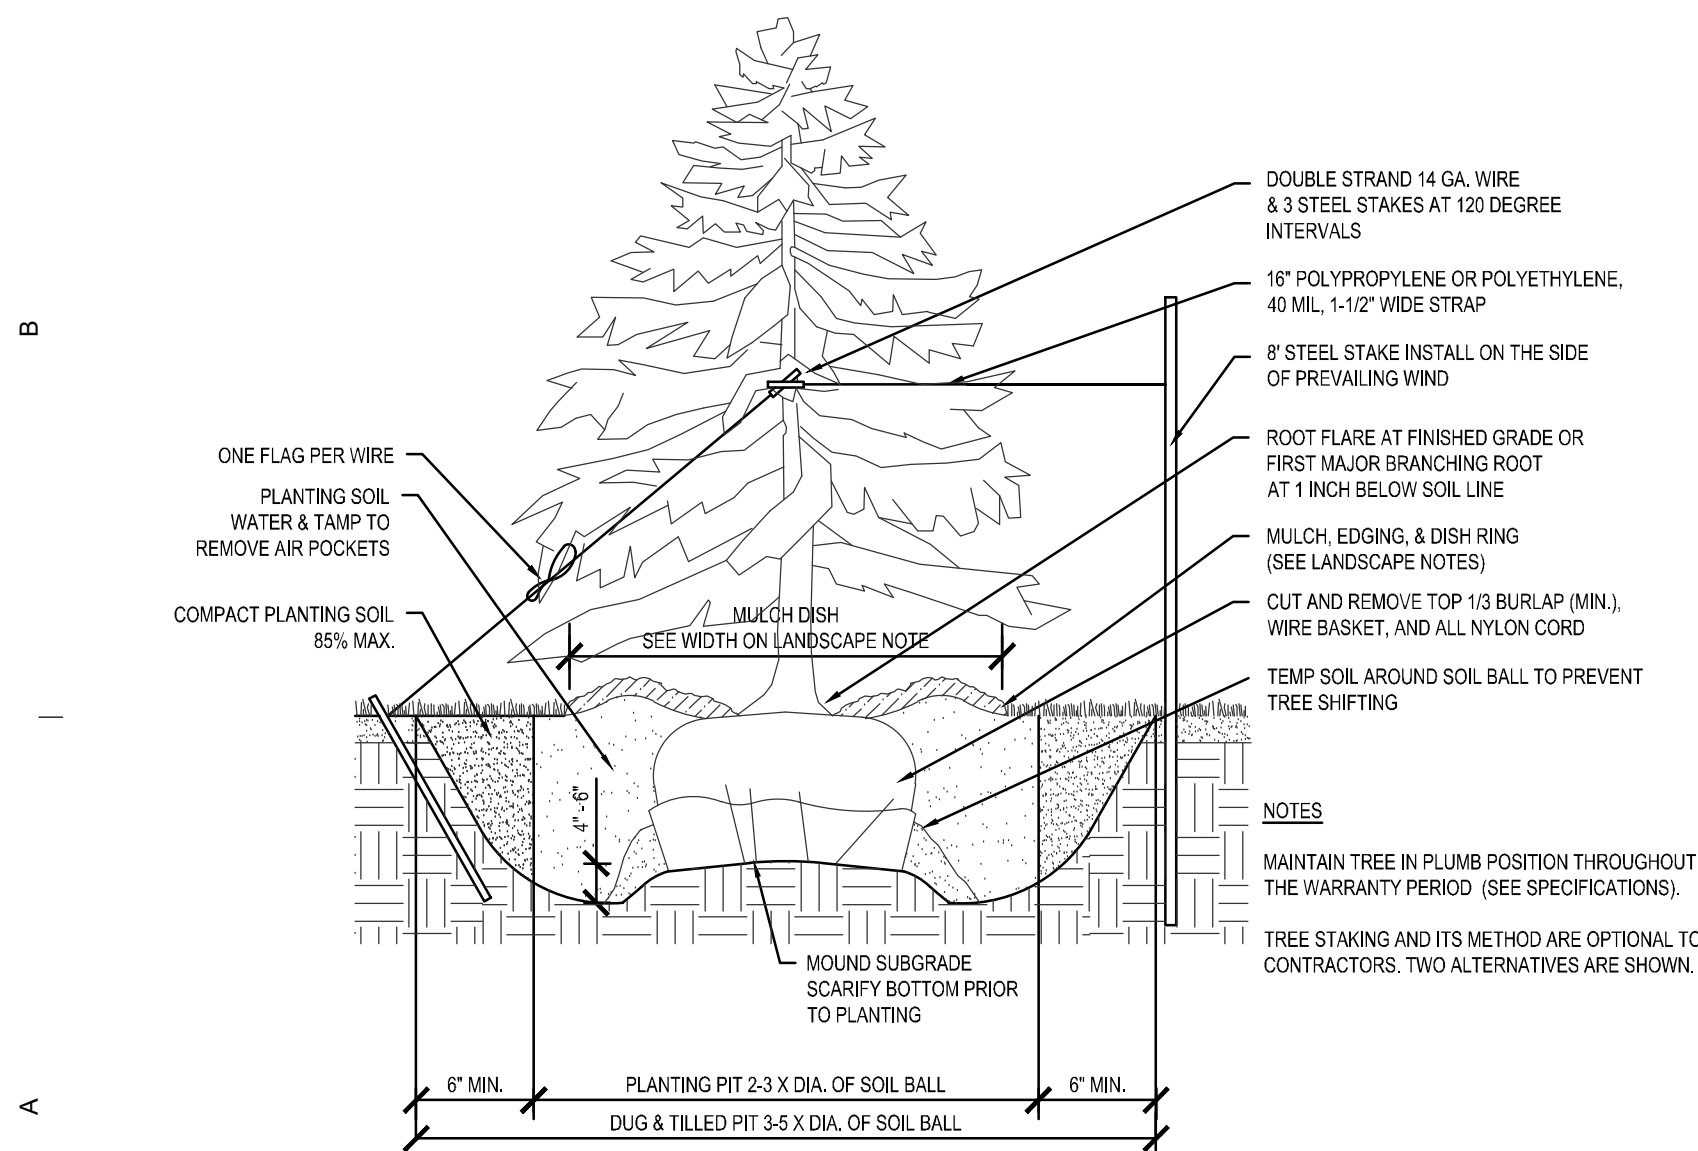 DOUBLE STRAND 14 GA. WIRE
& 3 STEEL STAKES AT 120 DEGREE
INTERVALS
16" POLYPROPYLENE OR POLYETHYLENE,
40 MIL, 1-1/2" WIDE STRAP
B
8' STEEL STAKE INSTALL ON THE SIDE
OF PREVAILING WIND
ROOT FLARE AT FINISHED GRADE OR
FIRST MAJOR BRANCHING ROOT
AT 1 INCH BELOW SOIL LINE
ONE FLAG PER WIRE
PLANTING SOIL
WATER & TAMP TO
REMOVE AIR POCKETS
MULCH, EDGING, & DISH RING
(SEE LANDSCAPE NOTES)
COMPACT PLANTING SOIL
85% MAX.
MULCH DISH
SEE WIDTH ON LANDSCAPE NOTE
CUT AND REMOVE TOP 1/3 BURLAP (MIN.),
WIRE BASKET, AND ALL NYLON CORD
TEMP SOIL AROUND SOIL BALL TO PREVENT
TREE SHIFTING
4" - 6"
NOTES
MAINTAIN TREE IN PLUMB POSITION THROUGHOUT
THE WARRANTY PERIOD (SEE SPECIFICATIONS).
TREE STAKING AND ITS METHOD ARE OPTIONAL TO
CONTRACTORS. TWO ALTERNATIVES ARE SHOWN.
MOUND SUBGRADE
SCARIFY BOTTOM PRIOR
TO PLANTING
A
6" MIN.
PLANTING PIT 2-3 X DIA. OF SOIL BALL
6" MIN.
DUG & TILLED PIT 3-5 X DIA. OF SOIL BALL